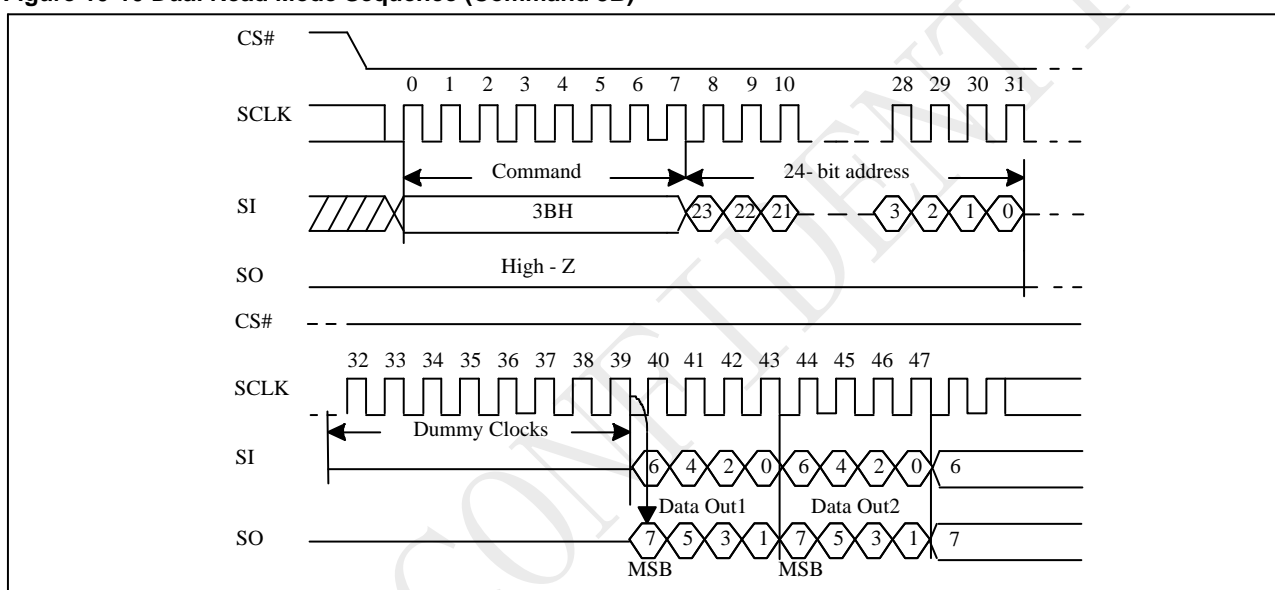 Figure Dual Read Mode Sequence (Command 3B)
CS#
0 1 2 3 4 5 6 7 8 9 10 28 29 30 31
SCLK
Command 24- bit address
SI 3BH 23 22 21 3 2 1 0
High - Z
SO
CS#
32 33 34 35 36 37 38 39 40 41 42 43 44 45 46 47
SCLK
Dummy Clocks
SI 6 4 2 0 6 4 2 0 6
Data Out1 Data Out2
SO 7 5 3 1 7 5 3 1 7
MSB MSB
CONFIDENT